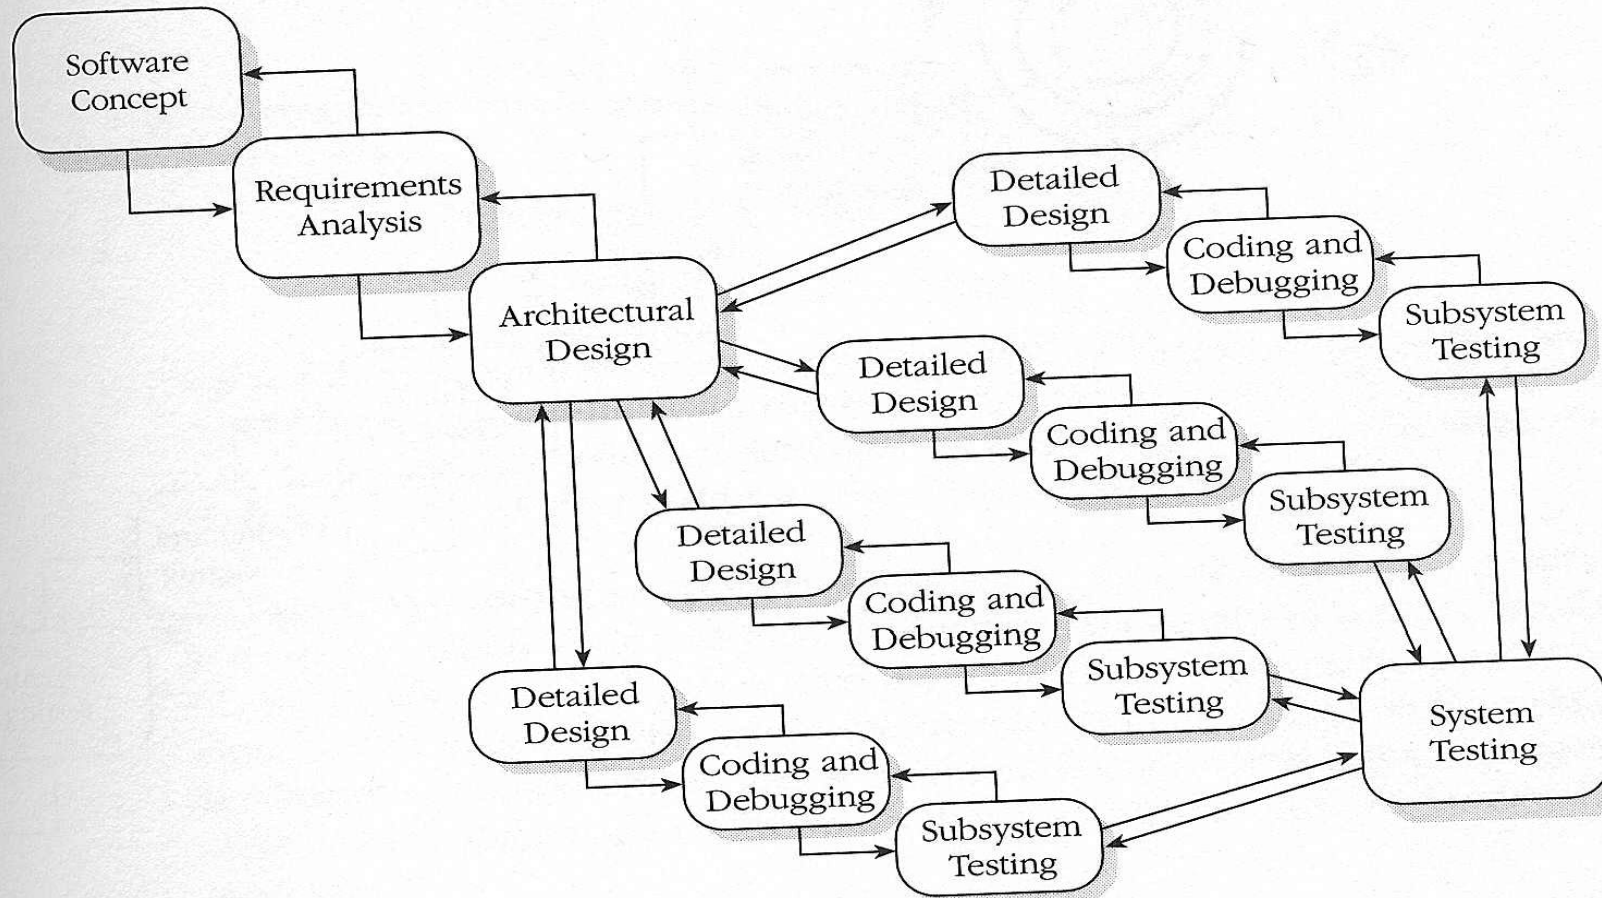 Software
Concept
Requirements
Analysis
Architectural
Design
Detailed
Design
Coding and
Debugging
Subsystem
Testing
Detailed
Design
Coding and
Debugging
Subsystem
Testing
Detailed
Design
Coding and
Debugging
Subsystem
Testing
Detailed
Design
Coding and
Debugging
Subsystem
Testing
System
Testing